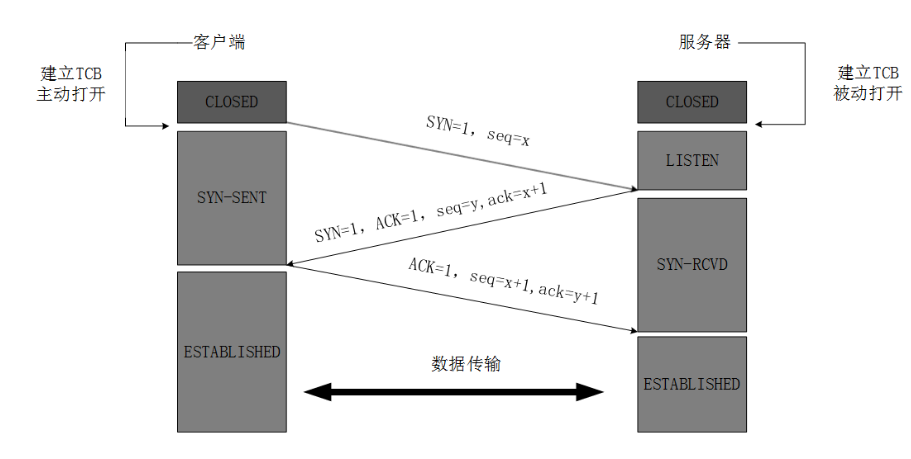 客户端
服务器
建立TCB
主动打开
建立TCB
被动打开
CLOSED
CLOSED
SYN=1, seq=x
LISTEN
SYN-SENT
SYN=1, ACK=1, seq=y,ack=x+1
SYN-RCVD
ACK=1, seq=x+1,ack=y+1
ESTABLISHED
数据传输
ESTABLISHED